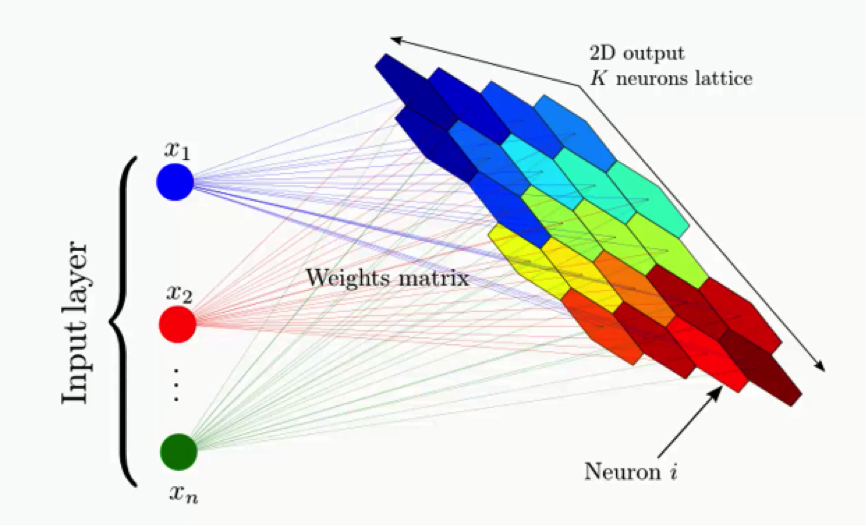 2D output
K neurons lattice
x₁
Input layer
Weights matrix
x₂
⋮
xₙ
Neuron i